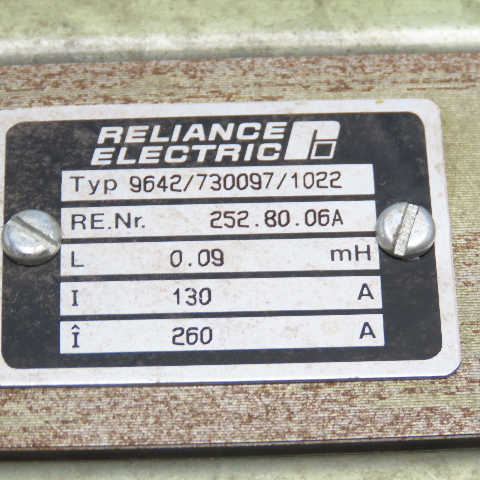 RELIANCE
ELECTRIC
Typ 9642/730097/1022
RE.Nr. 252.80.06A
L 0.09 mH
I 130 A
Î 260 A